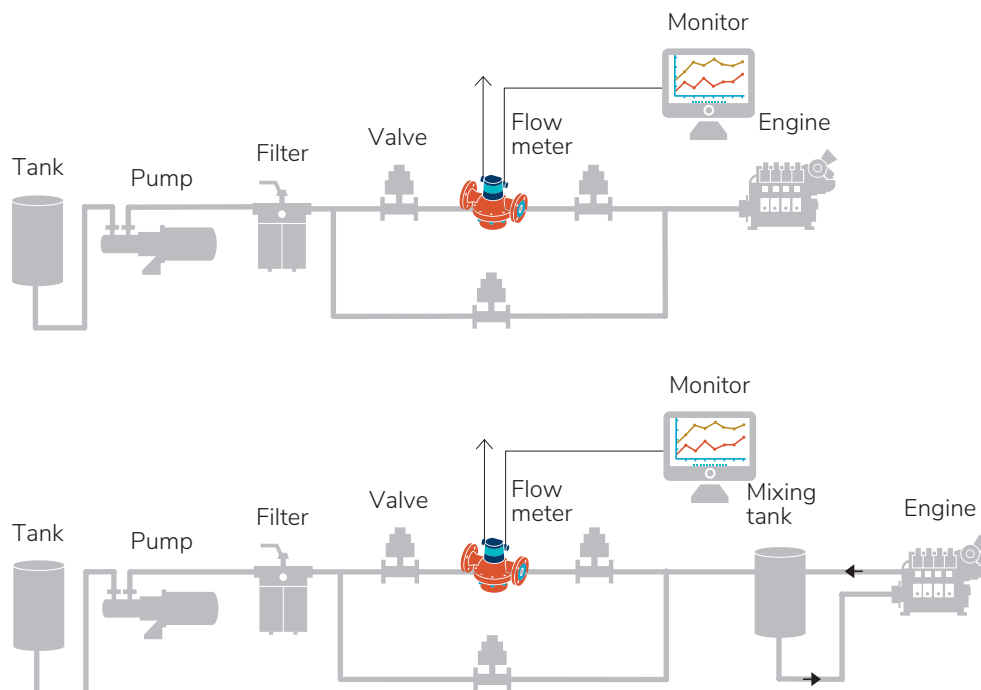 Monitor
Engine
Valve
Flow
meter
Filter
Tank
Pump
Monitor
Mixing
tank
Engine
Valve
Flow
meter
Filter
Tank
Pump